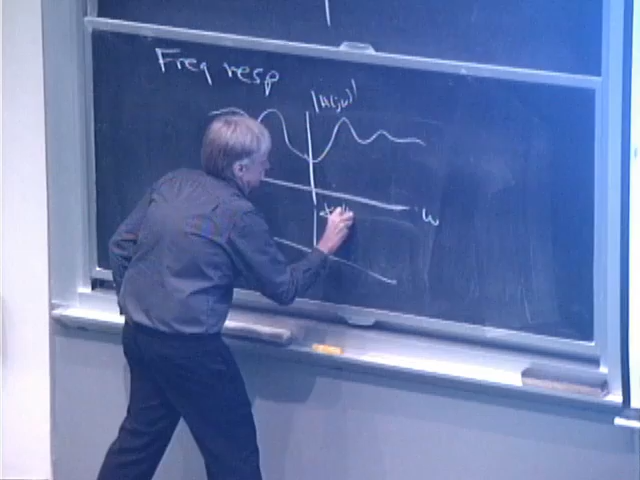 Freq resp
|H(jω)|
ω